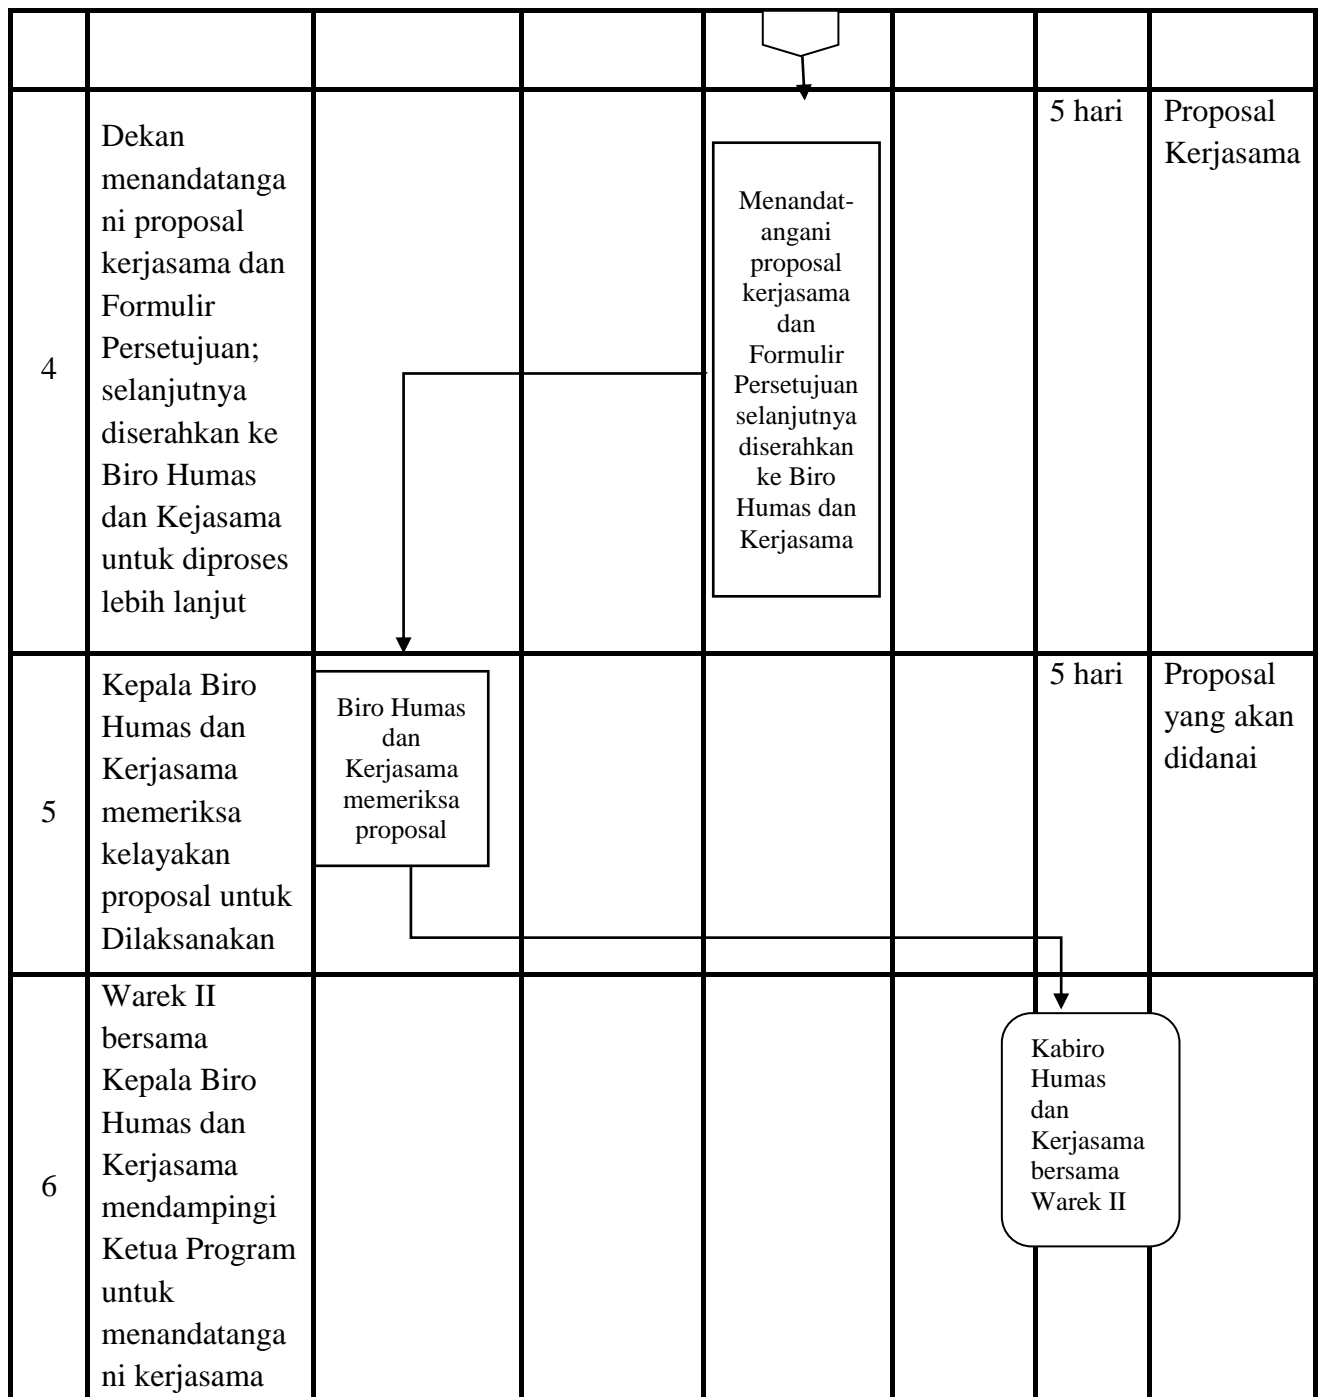 4
Dekan
menandatanga
ni proposal
kerjasama dan
Formulir
Persetujuan;
selanjutnya
diserahkan ke
Biro Humas
dan Kejasama
untuk diproses
lebih lanjut
Menandat-
angani
proposal
kerjasama
dan
Formulir
Persetujuan
selanjutnya
diserahkan
ke Biro
Humas dan
Kerjasama
5 hari
Proposal
Kerjasama
5
Kepala Biro
Humas dan
Kerjasama
memeriksa
kelayakan
proposal untuk
Dilaksanakan
Biro Humas
dan
Kerjasama
memeriksa
proposal
5 hari
Proposal
yang akan
didanai
6
Warek II
bersama
Kepala Biro
Humas dan
Kerjasama
mendampingi
Ketua Program
untuk
menandatanga
ni kerjasama
Kabiro
Humas
dan
Kerjasama
bersama
Warek II